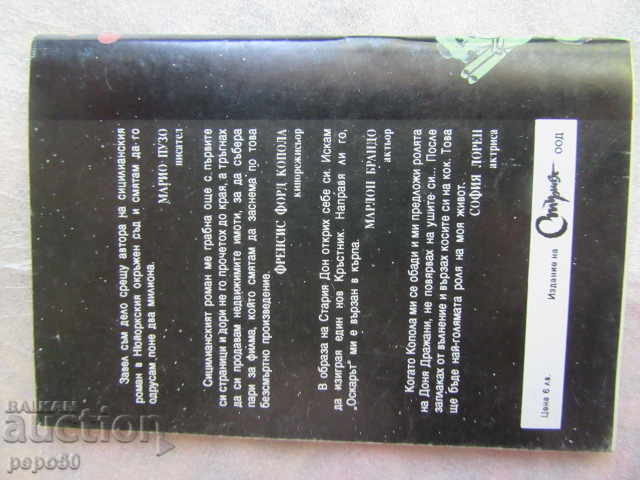 Завел съм дело срещу автора на сицилианския
роман в Нюйоркския окръжен съд и смятам да го
одрусам поне два милиона.
МАРИО ПУЗО
писател
Сицилианският роман ме грабна още с първите
си страници и дори не го прочетох до края, а тръгнах
да си продавам недвижимите имоти, за да събера
пари за филма, който смятам да заснема по това
безсмъртно произведение.
ФРЕНСИС ФОРД КОПОЛА
кинорежисьор
В образа на Стария Дон открих себе си. Искам
да изиграя един нов Кръстник. Направя ли го,
„Оскарът" ми е вързан в кърпа.
МАРЛОН БРАНДО
актьор
Когато Копола ми се обади и ми предложи ролята
на Доня Дражани, не повярвах на ушите си... После
заплаках от вълнение и вързах косите си на кок. Това
ще бъде най-голямата роля на моя живот.
СОФИЯ ЛОРЕН
актриса
Издание на
ООД
Цена 6 лв.
БАЛКАН
auction
papo50